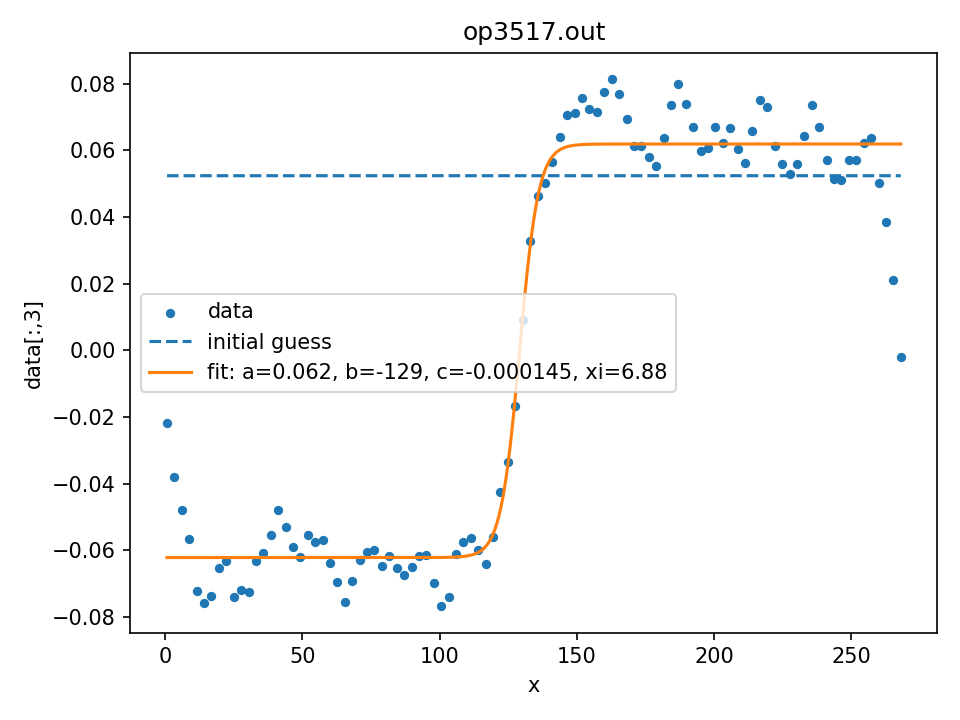 op3517.out
0.08
0.06
0.04
0.02
0.00
−0.02
−0.04
−0.06
−0.08
data[:,3]
data
initial guess
fit: a=0.062, b=-129, c=-0.000145, xi=6.88
0 50 100 150 200 250
x